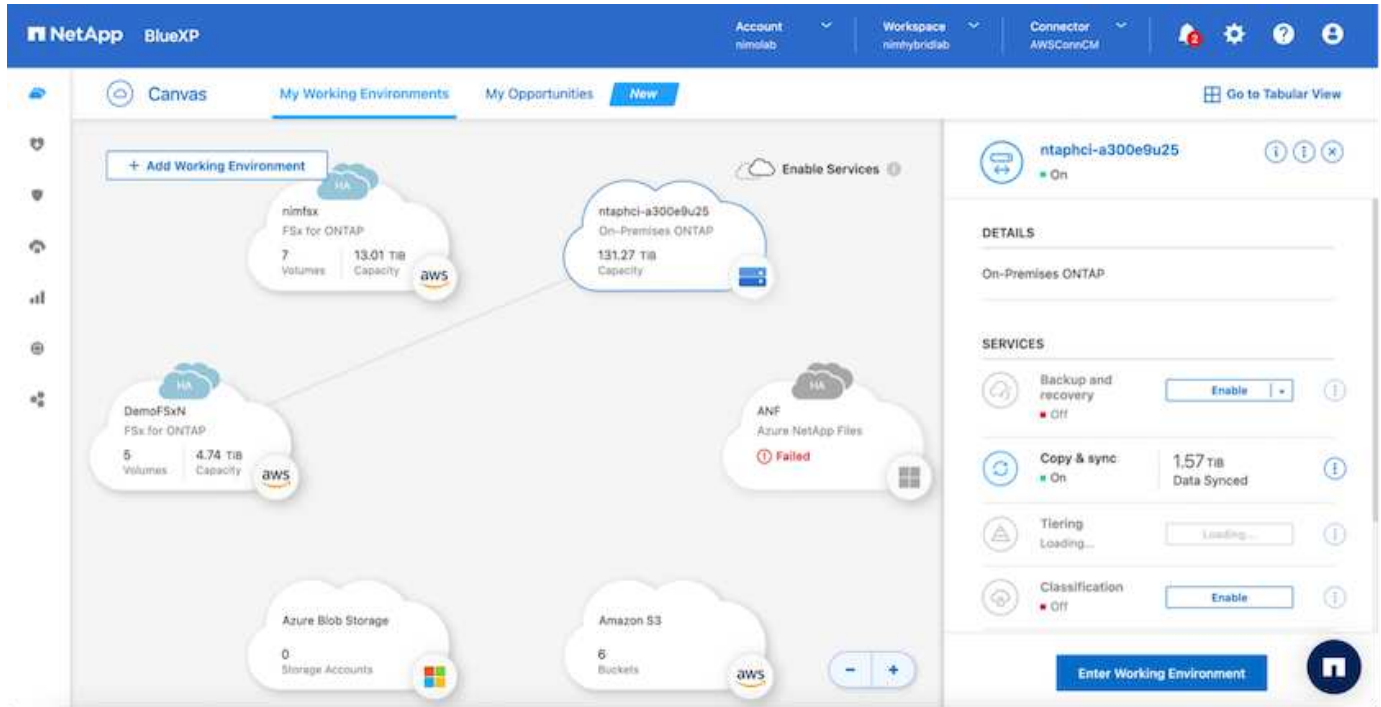 NetApp BlueXP
Account
nimolab
Workspace
nimhybridlab
Connector
AWSConnCM
2
Canvas
My Working Environments
My Opportunities
New
Go to Tabular View
+ Add Working Environment
Enable Services
HA
nimfsx
FSx for ONTAP
7
Volumes
13.01 TiB
Capacity
aws
ntaphci-a300e9u25
On-Premises ONTAP
131.27 TiB
Capacity
HA
DemoFSxN
FSx for ONTAP
5
Volumes
4.74 TiB
Capacity
aws
HA
ANF
Azure NetApp Files
Failed
Azure Blob Storage
0
Storage Accounts
Amazon S3
6
Buckets
aws
- +
ntaphci-a300e9u25
On
DETAILS
On-Premises ONTAP
SERVICES
Backup and
recovery
Off
Enable
Copy & sync
On
1.57 TiB
Data Synced
Tiering
Loading...
Loading...
Classification
Off
Enable
Enter Working Environment